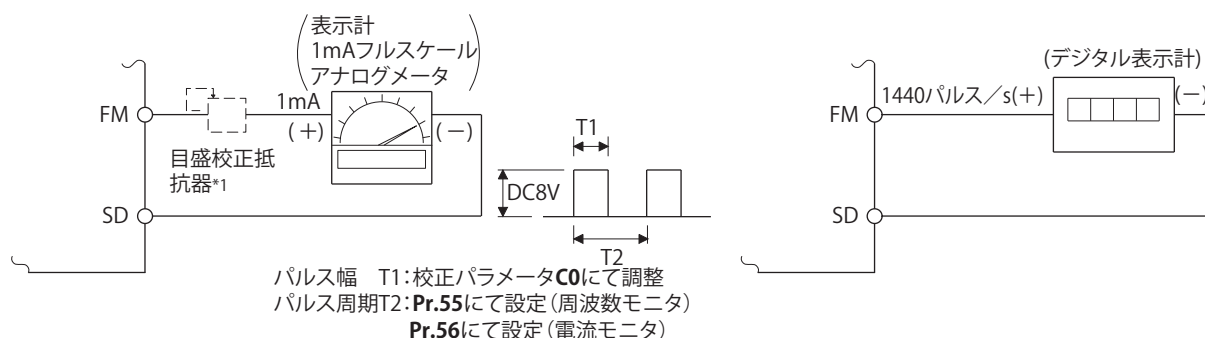 表示計
1mAフルスケール
アナログメータ
FM
1mA
(+)
(−)
目盛校正抵
抗器*1
SD
DC8V
T1
T2
パルス幅 T1:校正パラメータC0にて調整
パルス周期T2:Pr.55にて設定(周波数モニタ)
Pr.56にて設定(電流モニタ)
(デジタル表示計)
FM
1440パルス/s(+)
(−)
SD